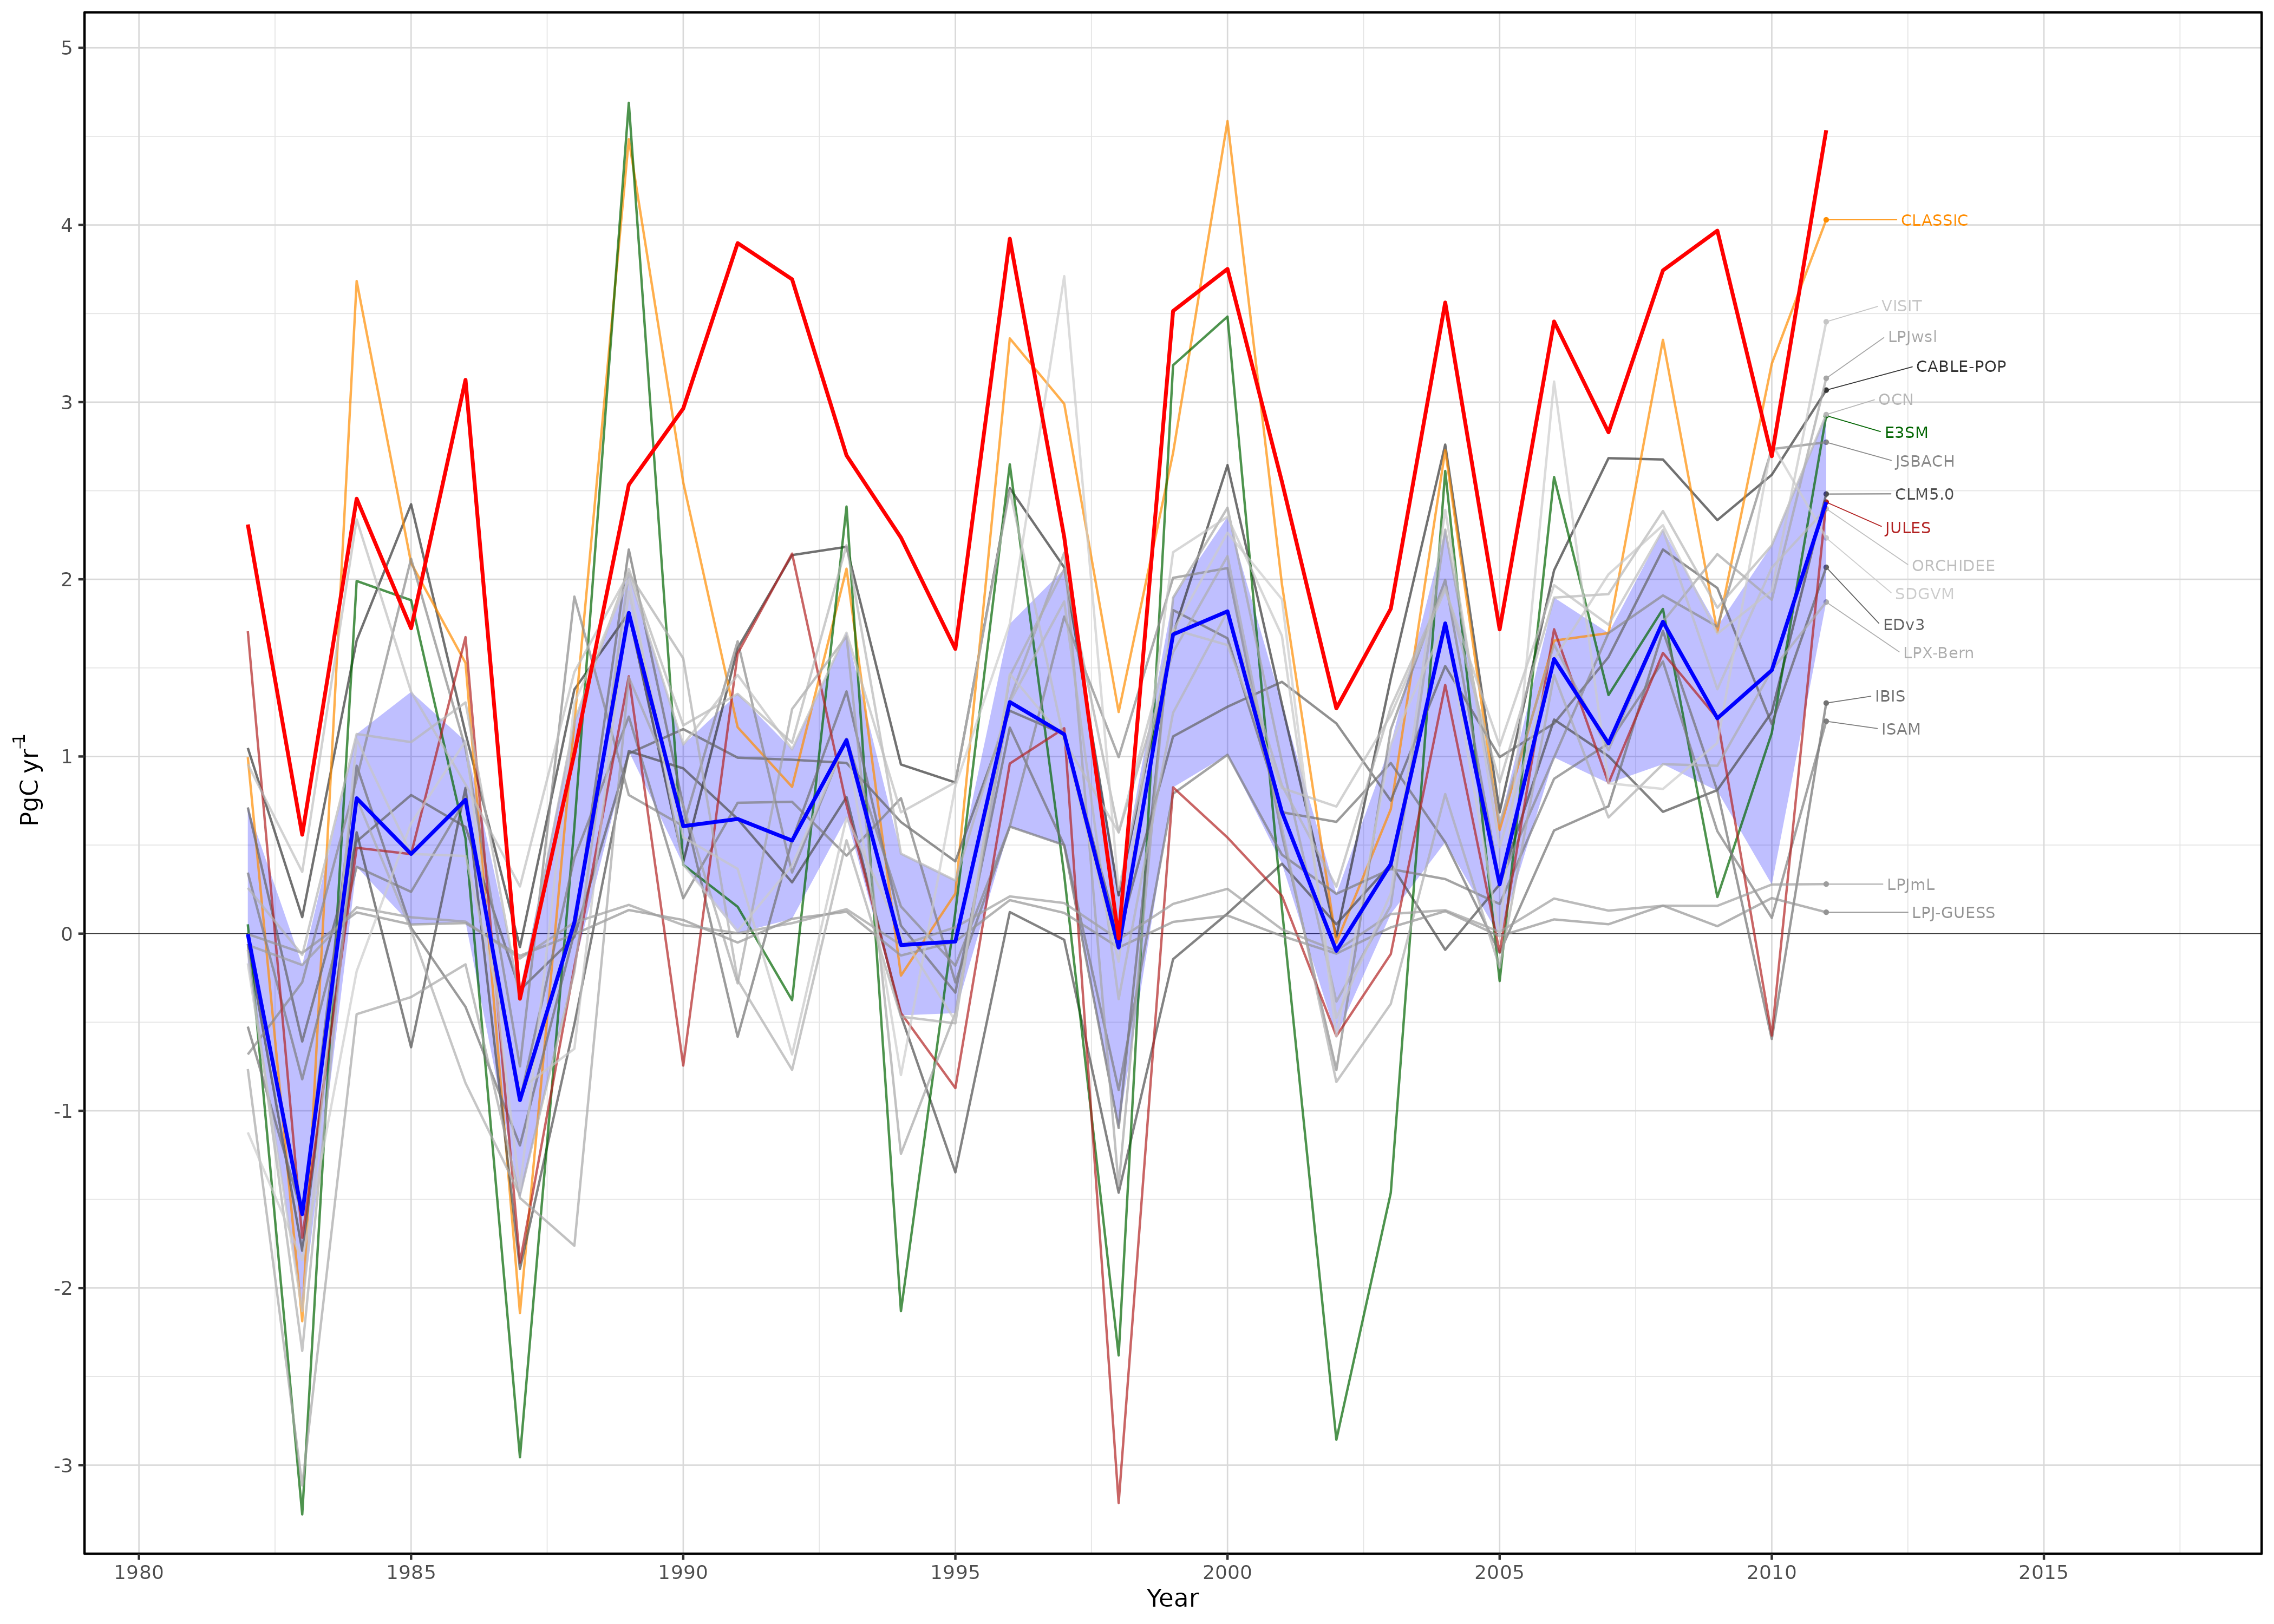 5
4
3
2
1
0
-1
-2
-3
PgC yr⁻¹
CLASSIC
VISIT
LPJwsl
CABLE-POP
OCN
E3SM
JSBACH
CLM5.0
JULES
ORCHIDEE
SDGVM
EDv3
LPX-Bern
IBIS
ISAM
LPJmL
LPJ-GUESS
1980 1985 1990 1995 2000 2005 2010 2015
Year